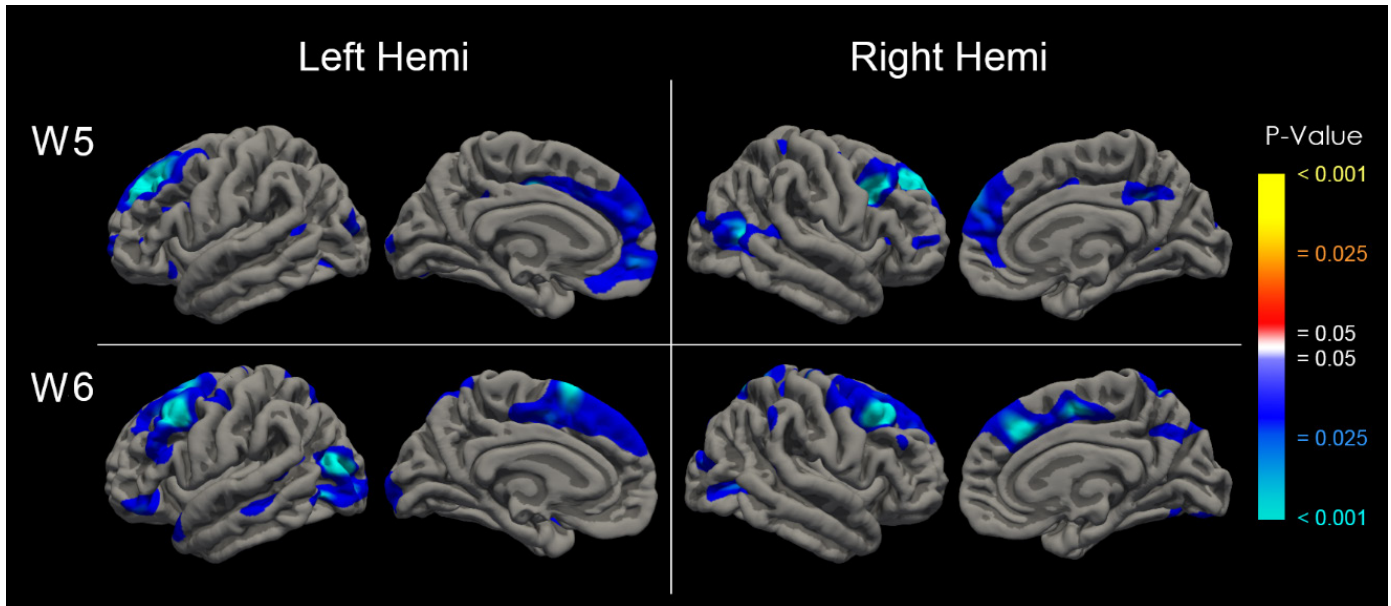 Left Hemi
Right Hemi
W5
W6
P-Value
< 0.001
= 0.025
= 0.05
= 0.05
= 0.025
< 0.001